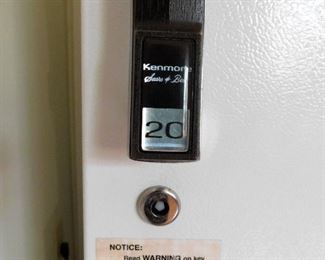 Kenmore
Sears
20
NOTICE:
Read WARNING on key